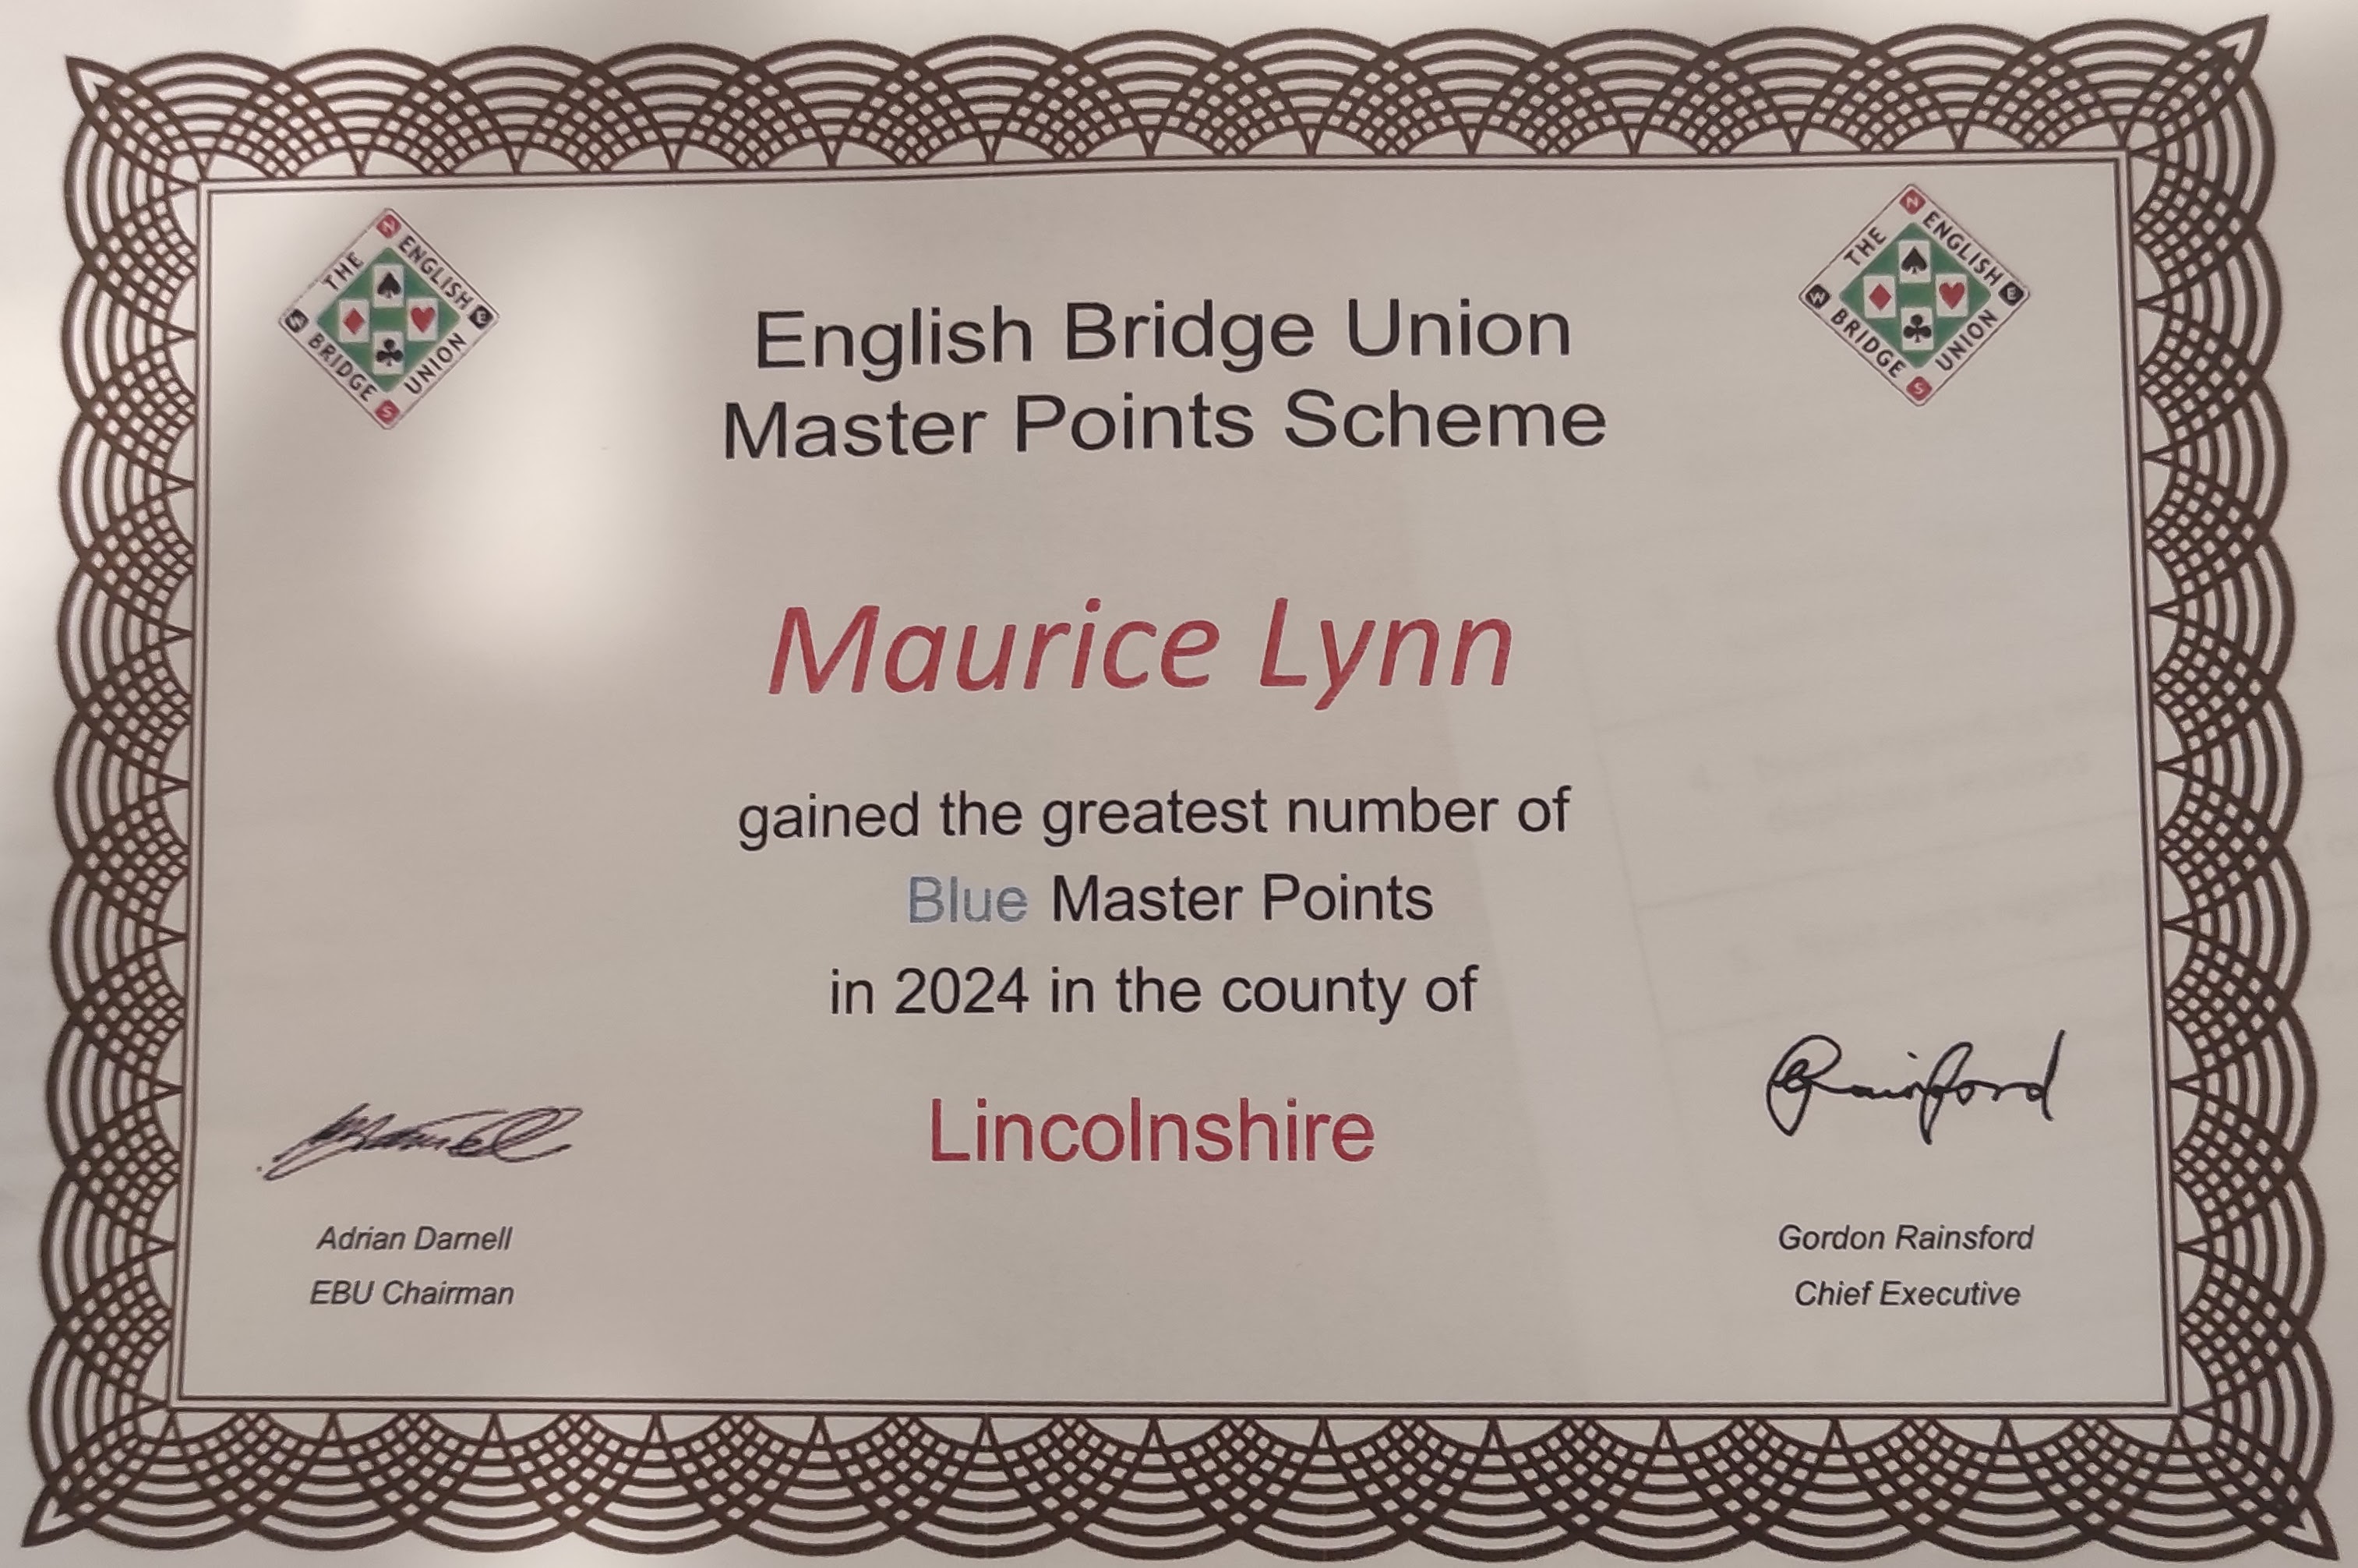 THE ENGLISH
BRIDGE UNION
N
E
S
W
THE ENGLISH
BRIDGE UNION
N
E
S
W
English Bridge Union
Master Points Scheme
Maurice Lynn
gained the greatest number of
Blue Master Points
in 2024 in the county of
Lincolnshire
GRainsford
Adrian Darnell
EBU Chairman
Gordon Rainsford
Chief Executive